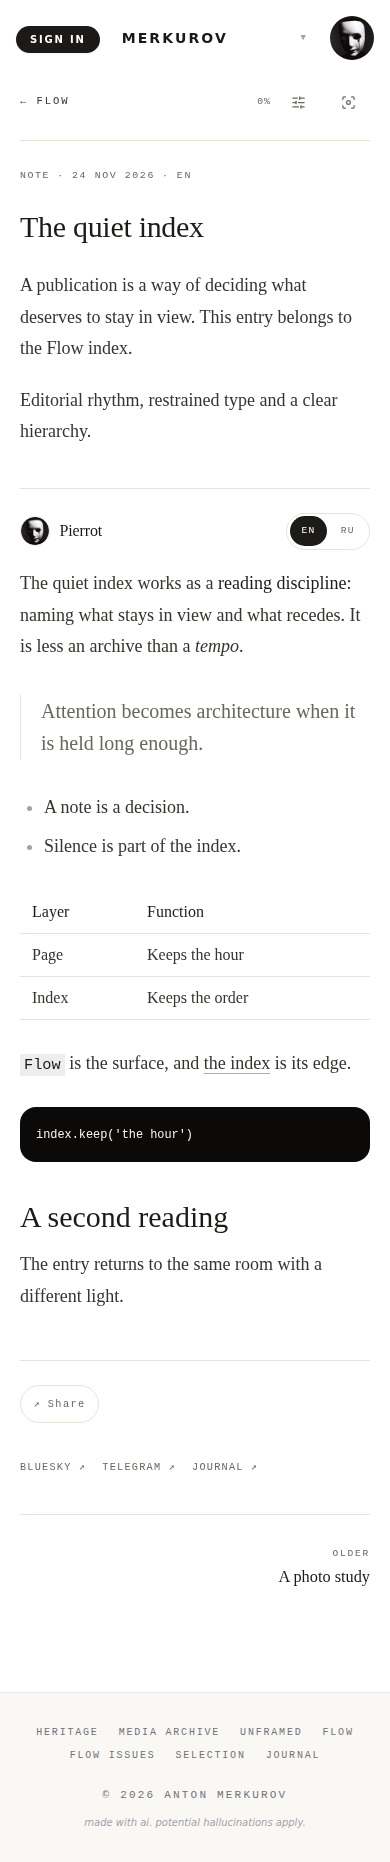 SIGN IN
MERKUROV
▾
← FLOW
0%
NOTE · 24 NOV 2026 · EN
The quiet index
A publication is a way of deciding what
deserves to stay in view. This entry belongs to
the Flow index.
Editorial rhythm, restrained type and a clear
hierarchy.
Pierrot
EN RU
The quiet index works as a reading discipline:
naming what stays in view and what recedes. It
is less an archive than a tempo.
Attention becomes architecture when it
is held long enough.
• A note is a decision.
• Silence is part of the index.
Layer Function
Page Keeps the hour
Index Keeps the order
Flow is the surface, and the index is its edge.
index.keep('the hour')
A second reading
The entry returns to the same room with a
different light.
↗ Share
BLUESKY ↗ TELEGRAM ↗ JOURNAL ↗
OLDER
A photo study
HERITAGE MEDIA ARCHIVE UNFRAMED FLOW
FLOW ISSUES SELECTION JOURNAL
© 2026 ANTON MERKUROV
made with ai. potential hallucinations apply.